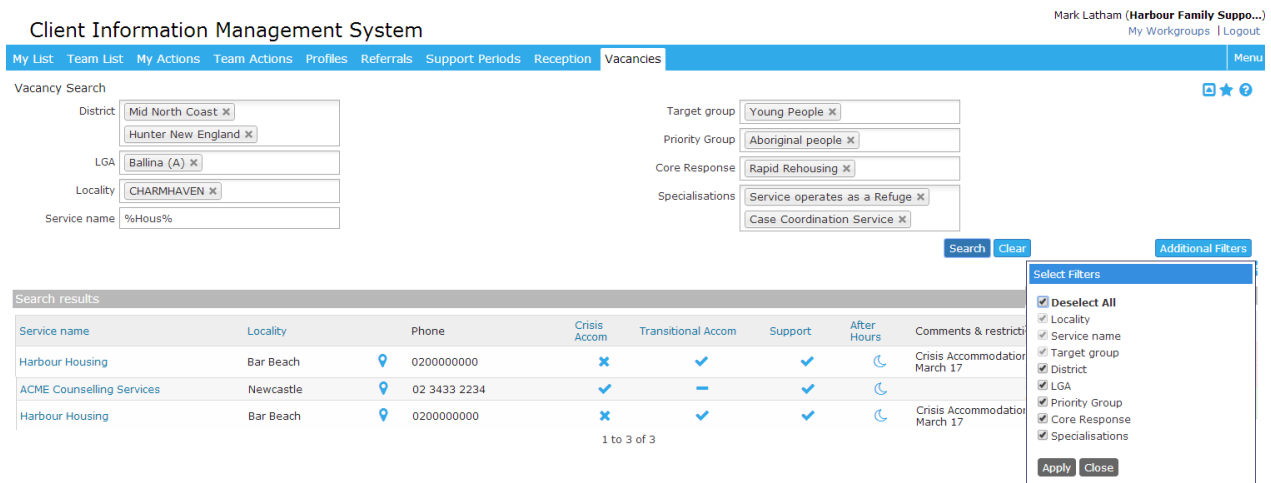 Mark Latham (Harbour Family Suppo...)
Client Information Management System
My Workgroups | Logout
My List Team List My Actions Team Actions Profiles Referrals Support Periods Reception Vacancies Menu
Vacancy Search
District Mid North Coast ×
Hunter New England ×
LGA Ballina (A) ×
Locality CHARMHAVEN ×
Service name %Hous%
Target group Young People ×
Priority Group Aboriginal people ×
Core Response Rapid Rehousing ×
Specialisations Service operates as a Refuge ×
Case Coordination Service ×
Search Clear Additional Filters
Search results
Service name Locality Phone Crisis Accom Transitional Accom Support After Hours Comments & restricti
Harbour Housing Bar Beach 0200000000 Crisis Accommodation
March 17
ACME Counselling Services Newcastle 02 3433 2234
Harbour Housing Bar Beach 0200000000 Crisis Accommodation
March 17
1 to 3 of 3
Select Filters
Deselect All
Locality
Service name
Target group
District
LGA
Priority Group
Core Response
Specialisations
Apply Close